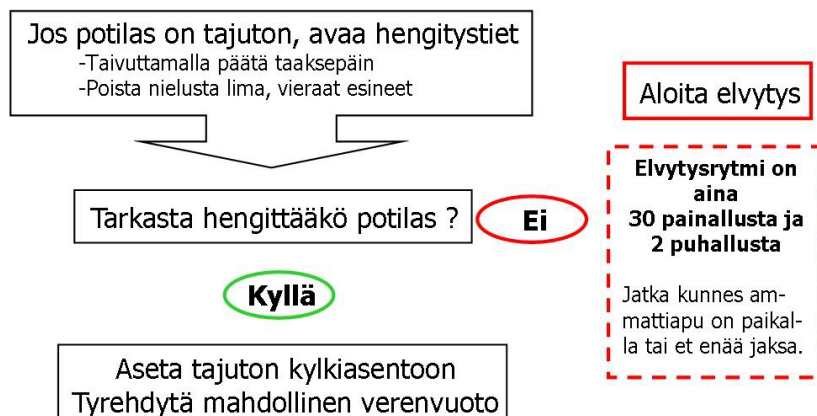 Jos potilas on tajuton, avaa hengitystiet
-Taivuttamalla päätä taaksepäin
-Poista nielusta lima, vieraat esineet
Aloita elvytys
Tarkasta hengittääkö potilas ?
Ei
Elvytysrytmi on
aina
30 painallusta ja
2 puhallusta
Jatka kunnes am-
mattiapu on paikal-
la tai et enää jaksa.
Kyllä
Aseta tajuton kylkiasentoon
Tyrehdytä mahdollinen verenvuoto